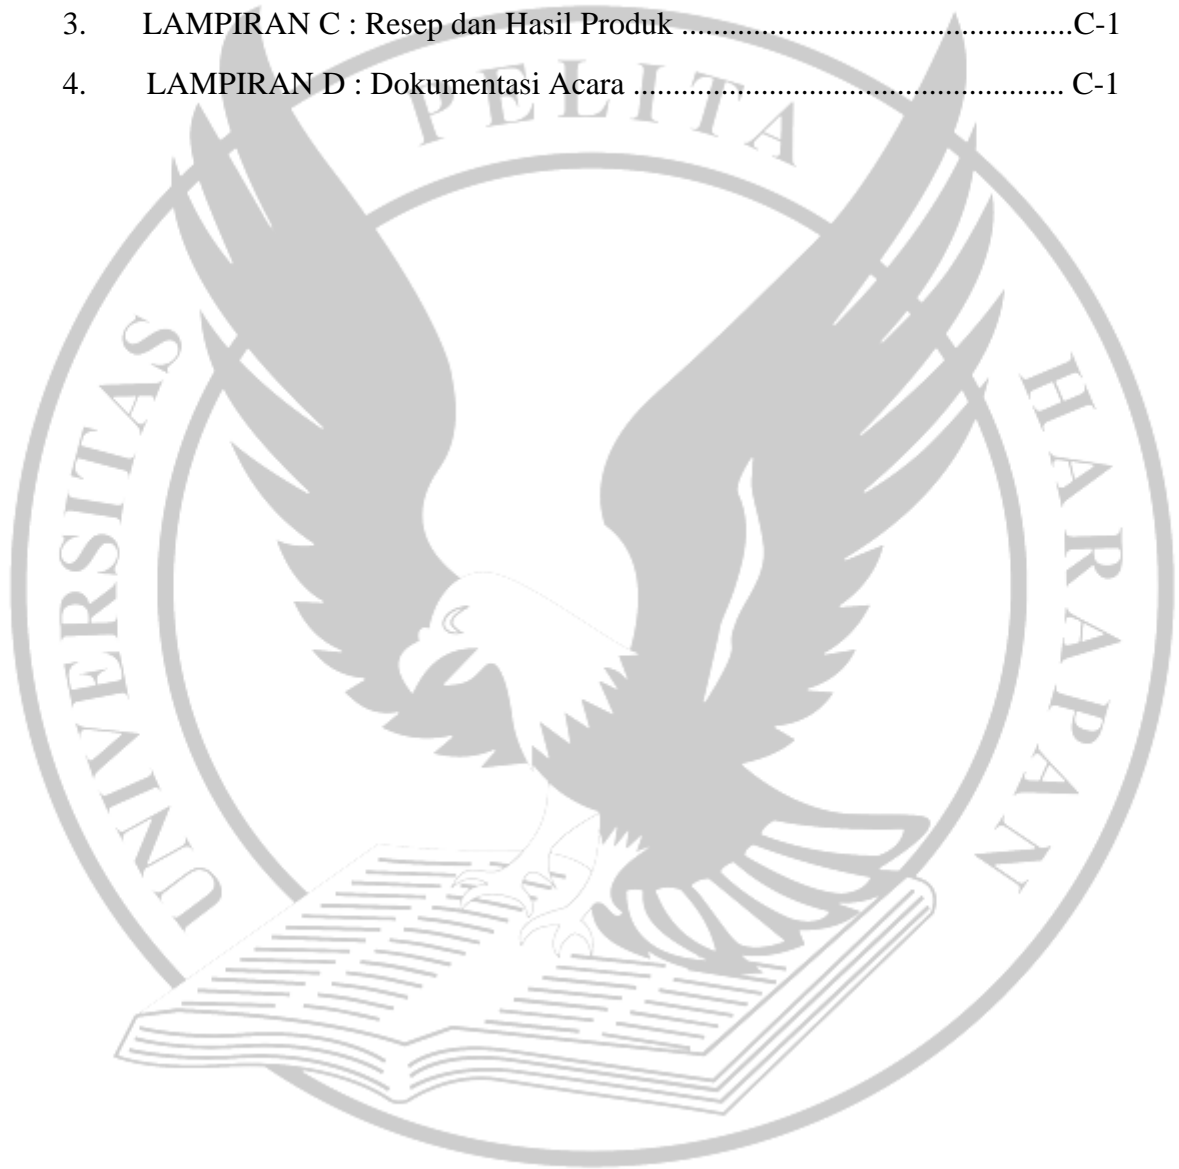 3. LAMPIRAN C : Resep dan Hasil Produk .................................................C-1
4. LAMPIRAN D : Dokumentasi Acara ...................................................... C-1
UNIVERSITAS PELITA HARAPAN